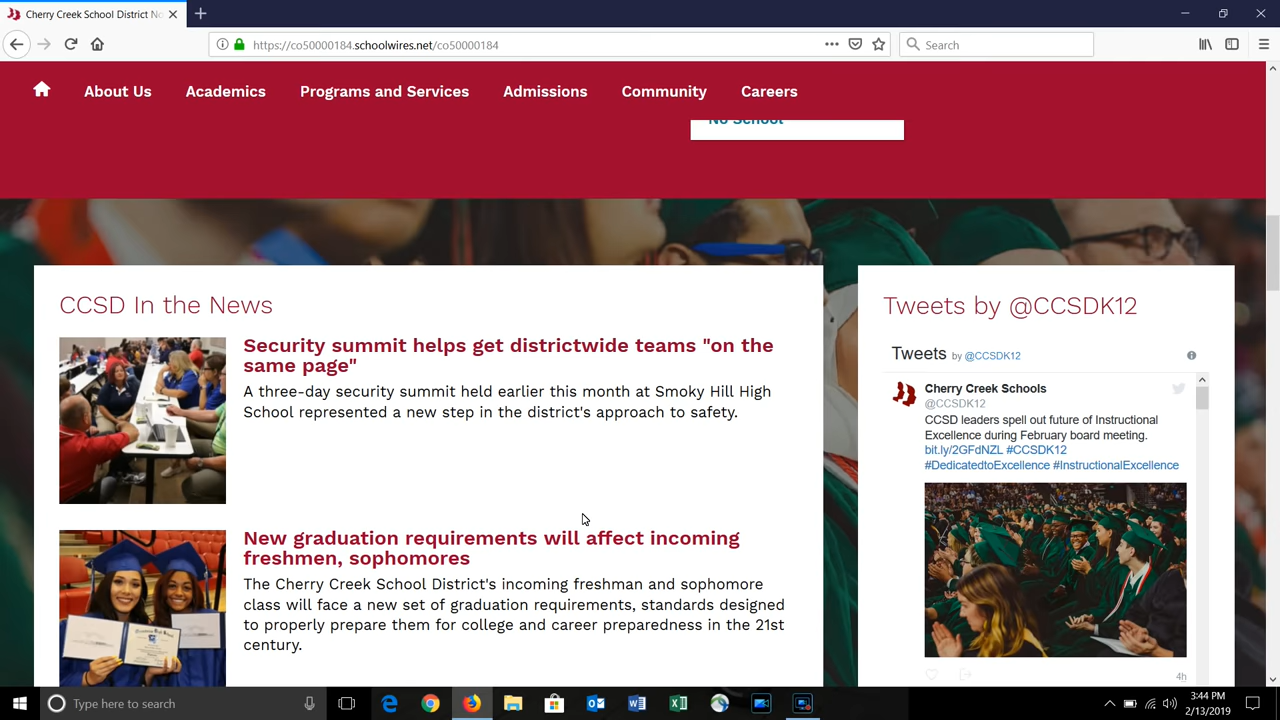 Cherry Creek School District No
https://co50000184.schoolwires.net/co50000184
Search
About Us Academics Programs and Services Admissions Community Careers
No School
CCSD In the News
Security summit helps get districtwide teams "on the
same page"
A three-day security summit held earlier this month at Smoky Hill High
School represented a new step in the district's approach to safety.
New graduation requirements will affect incoming
freshmen, sophomores
The Cherry Creek School District's incoming freshman and sophomore
class will face a new set of graduation requirements, standards designed
to properly prepare them for college and career preparedness in the 21st
century.
Tweets by @CCSDK12
Tweets by @CCSDK12
Cherry Creek Schools
@CCSDK12
CCSD leaders spell out future of Instructional
Excellence during February board meeting.
bit.ly/2GFdNZL #CCSDK12
#DedicatedtoExcellence #InstructionalExcellence
4h
Type here to search
3:44 PM
2/13/2019